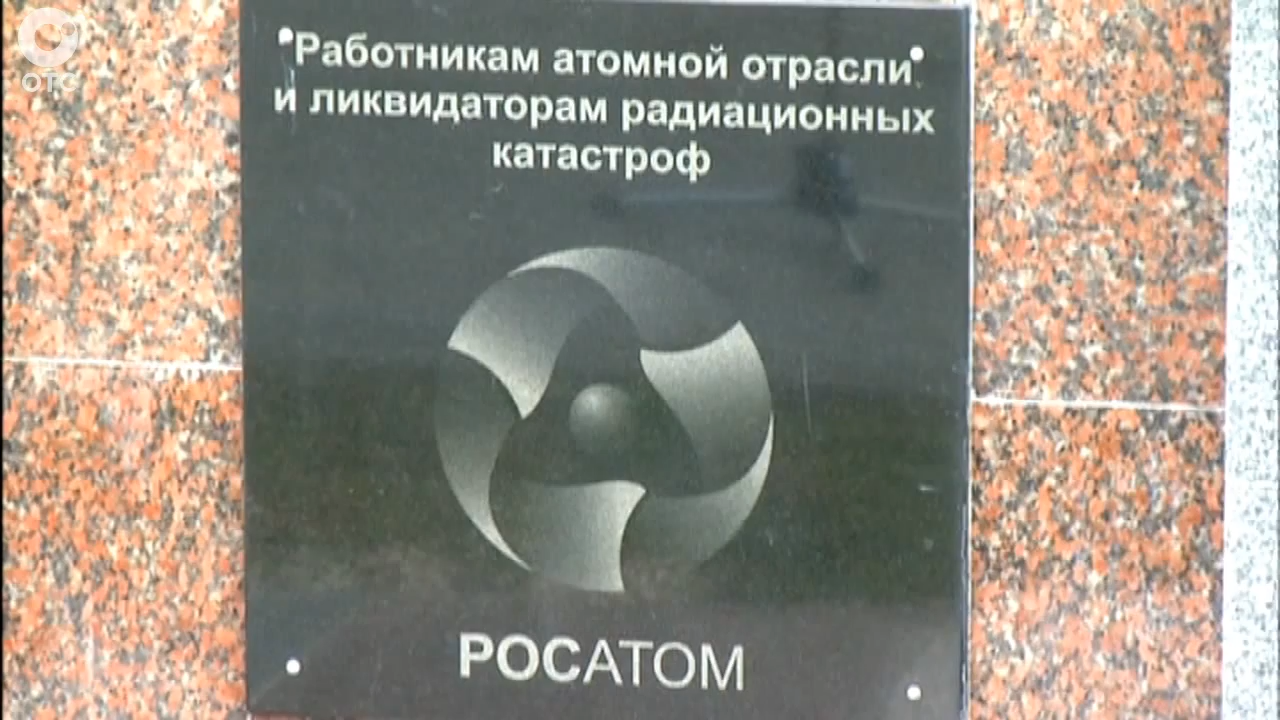 ОТС
Работникам атомной отрасли
и ликвидаторам радиационных
катастроф
РОСАТОМ